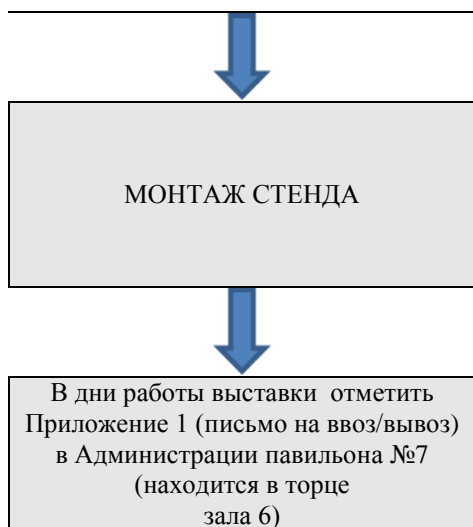 МОНТАЖ СТЕНДА
В дни работы выставки отметить
Приложение 1 (письмо на ввоз/вывоз)
в Администрации павильона №7
(находится в торце
зала 6)